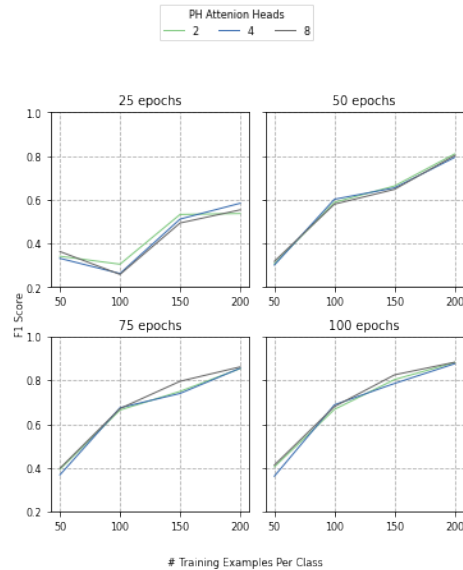 PH Attenion Heads
2 4 8
25 epochs
50 epochs
1.0
0.8
0.6
0.4
0.2
50 100 150 200
50 100 150 200
F1 Score
75 epochs
100 epochs
1.0
0.8
0.6
0.4
0.2
50 100 150 200
50 100 150 200
# Training Examples Per Class